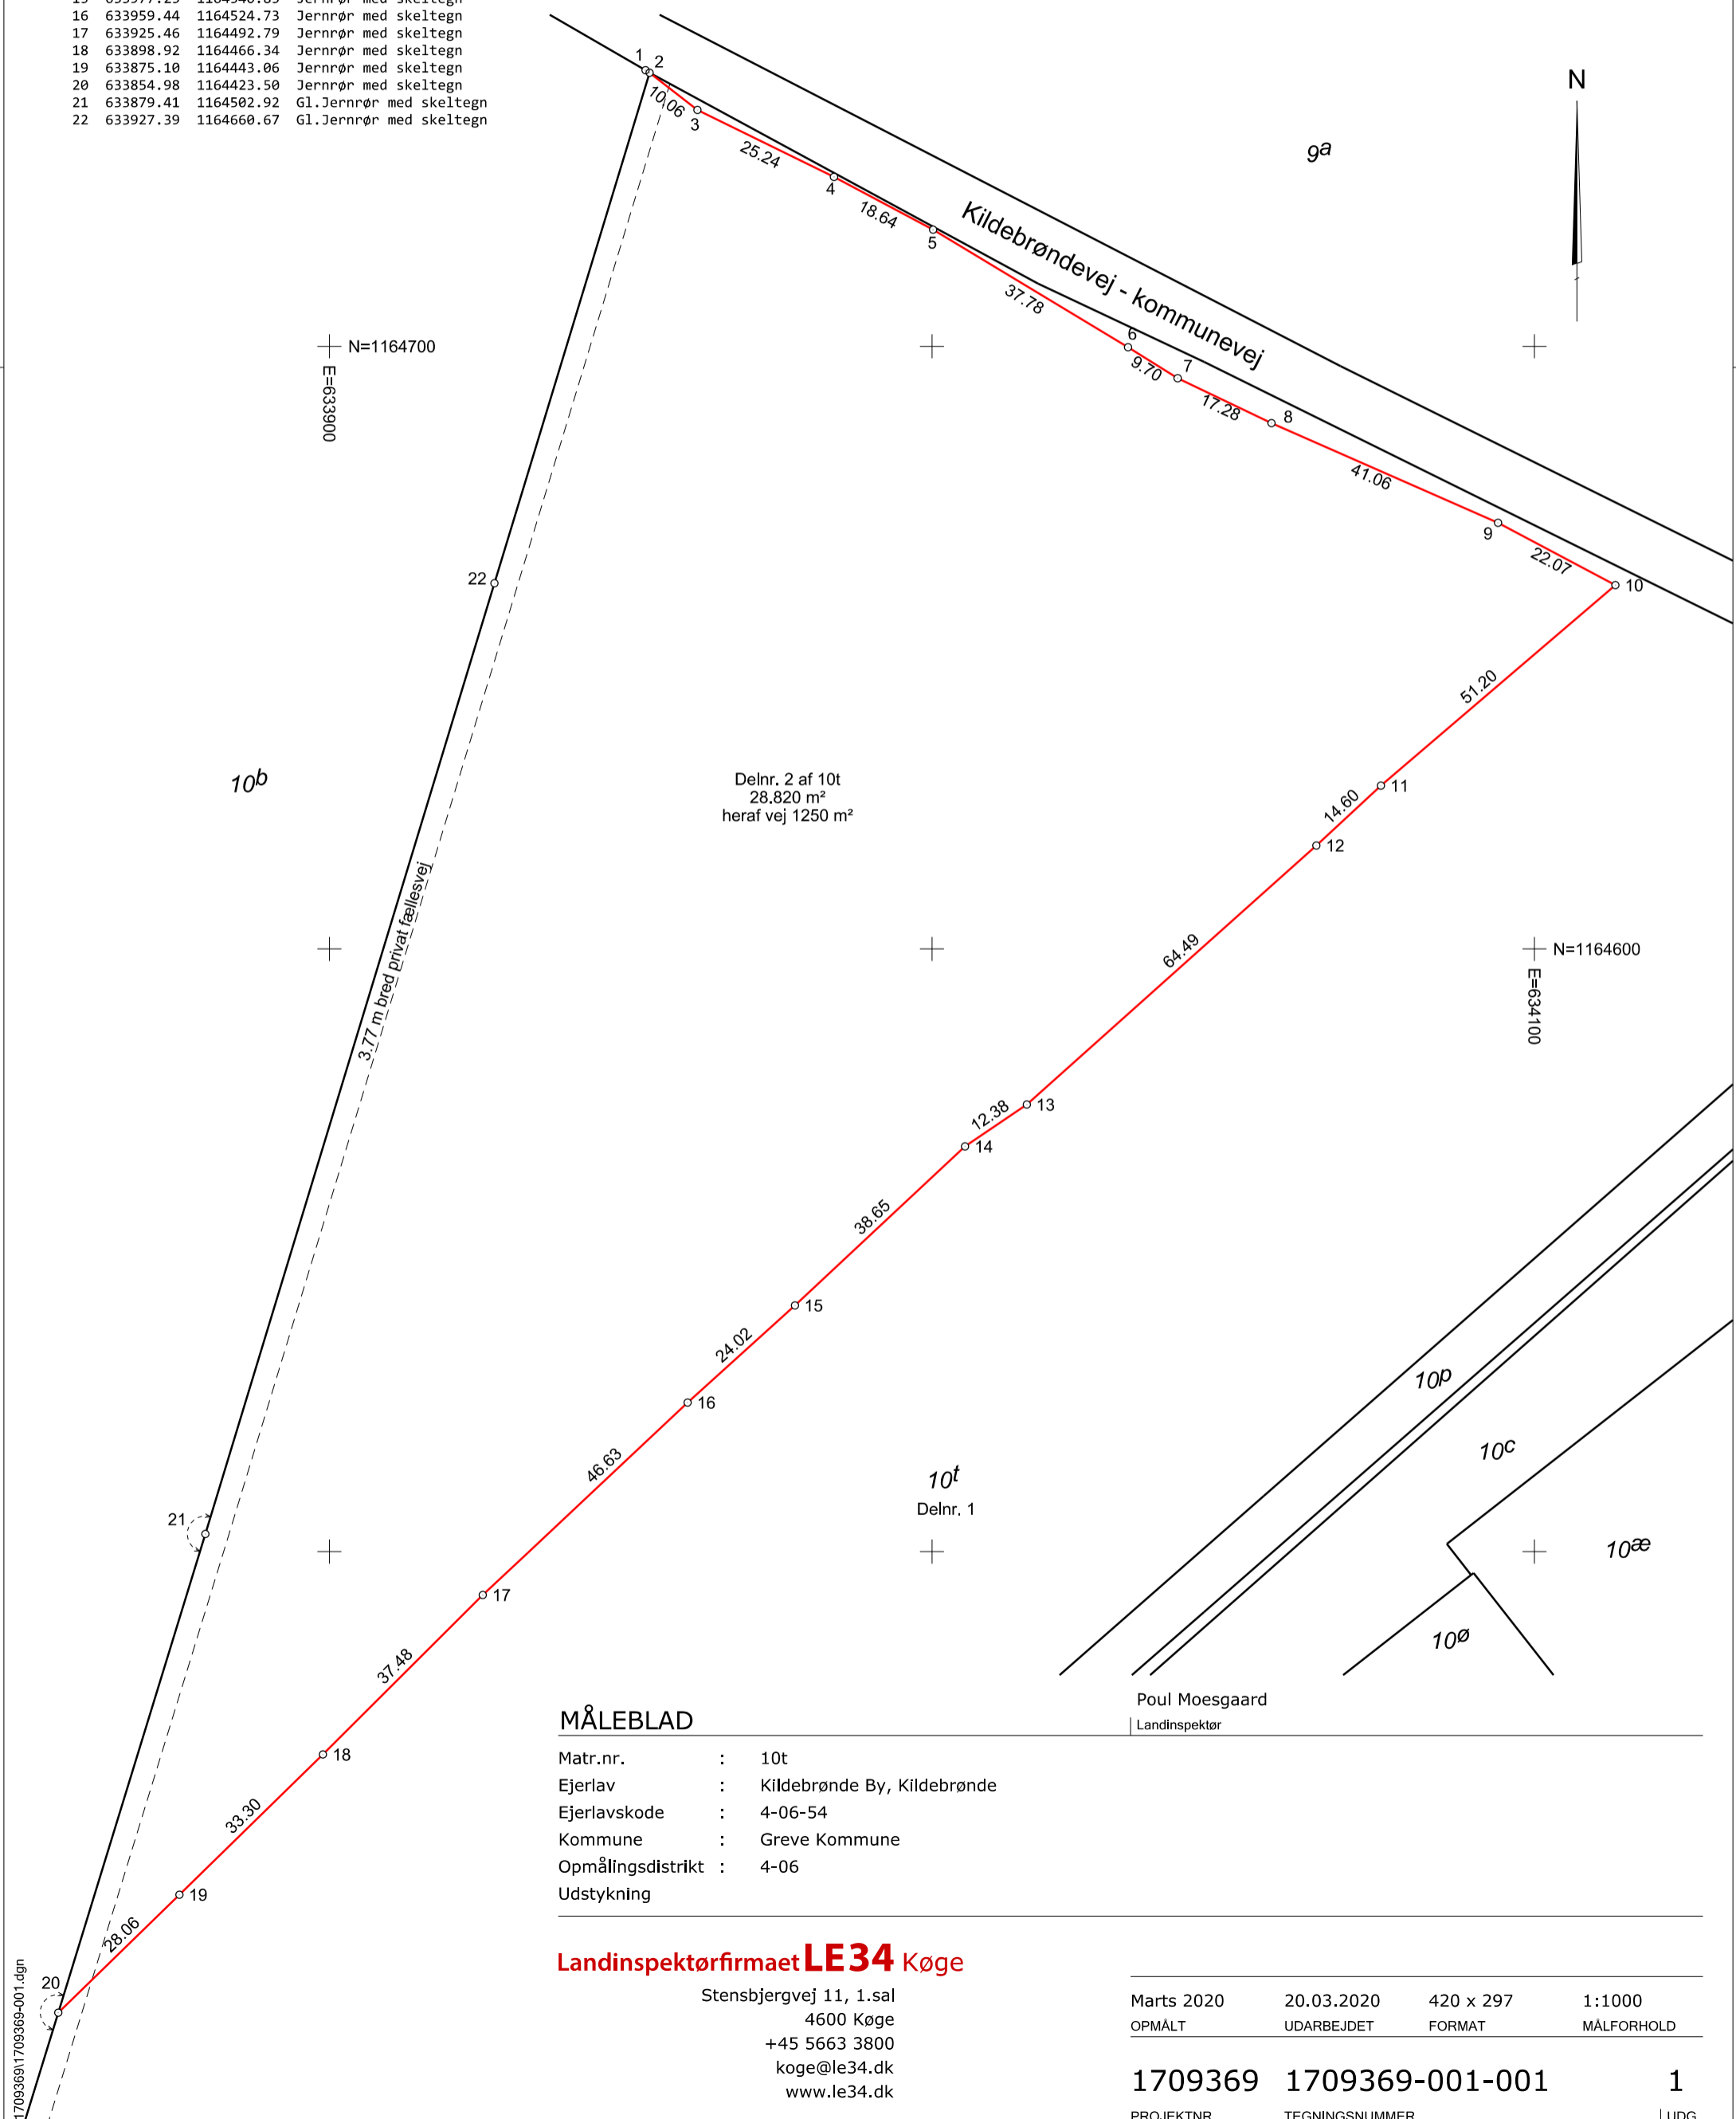 16 633959.44 1164524.73 Jernrør med skeltegn
17 633925.46 1164492.79 Jernrør med skeltegn
18 633898.92 1164466.34 Jernrør med skeltegn
19 633875.10 1164443.06 Jernrør med skeltegn
20 633854.98 1164423.50 Jernrør med skeltegn
21 633879.41 1164502.92 Gl.Jernrør med skeltegn
22 633927.39 1164660.67 Gl.Jernrør med skeltegn
1
2
10.06
3
25.24
4
18.64
5
37.78
6
9.70
7
17.28
8
41.06
9
22.07
10
Kildebrøndevej - kommunevej
9a
N
N=1164700
E=633900
22
51.20
11
14.60
12
10b
Delnr. 2 af 10t
28.820 m²
heraf vej 1250 m²
3.77 m bred privat fællesvej
64.49
N=1164600
E=634100
13
12.38
14
38.65
15
24.02
16
46.63
10p
10c
10t
Delnr. 1
21
10æ
10ø
17
37.48
18
33.30
19
28.06
20
MÅLEBLAD
Poul Moesgaard
Landinspektør
Matr.nr. : 10t
Ejerlav : Kildebrønde By, Kildebrønde
Ejerlavskode : 4-06-54
Kommune : Greve Kommune
Opmålingsdistrikt : 4-06
Udstykning
Landinspektørfirmaet LE34 Køge
Stensbjergvej 11, 1.sal
4600 Køge
+45 5663 3800
koge@le34.dk
www.le34.dk
Marts 2020 20.03.2020 420 x 297 1:1000
OPMÅLT UDARBEJDET FORMAT MÅLFORHOLD
1709369 1709369-001-001 1
PROJEKTNR TEGNINGSNUMMER UDG
1709369\1709369-001.dgn